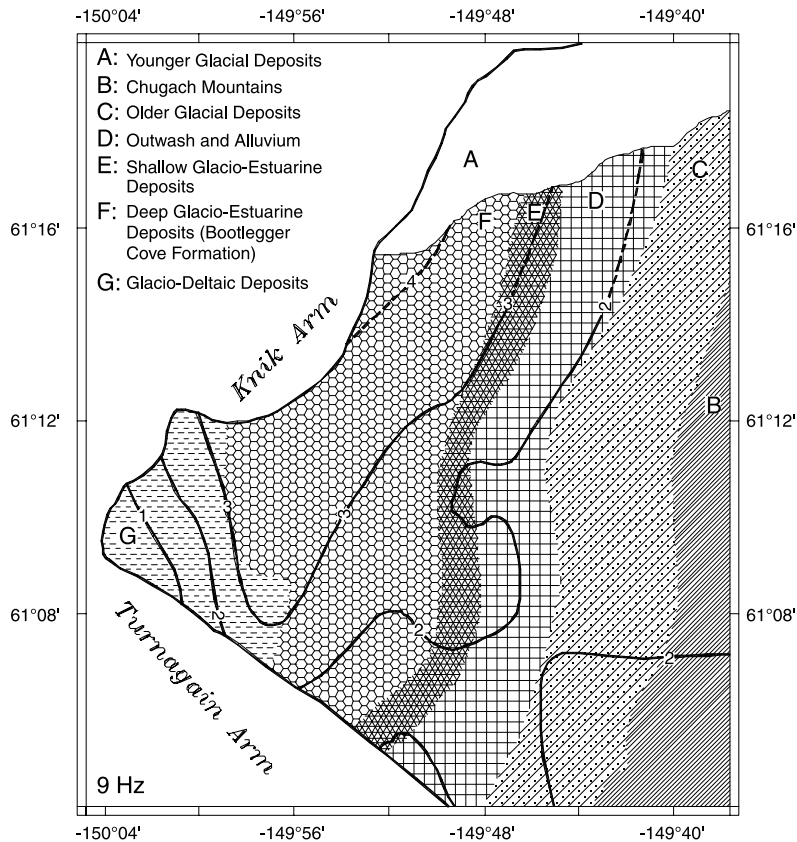 -150°04' -149°56' -149°48' -149°40'
A: Younger Glacial Deposits
B: Chugach Mountains
C: Older Glacial Deposits
D: Outwash and Alluvium
E: Shallow Glacio-Estuarine
Deposits
F: Deep Glacio-Estuarine
Deposits (Bootlegger
Cove Formation)
G: Glacio-Deltaic Deposits
A
C
D
E
F
61°16' 61°16'
4
3
2
Knik Arm
B
61°12' 61°12'
3
3
1
G
61°08' 61°08'
2
2
2
Turnagain Arm
9 Hz
-150°04' -149°56' -149°48' -149°40'